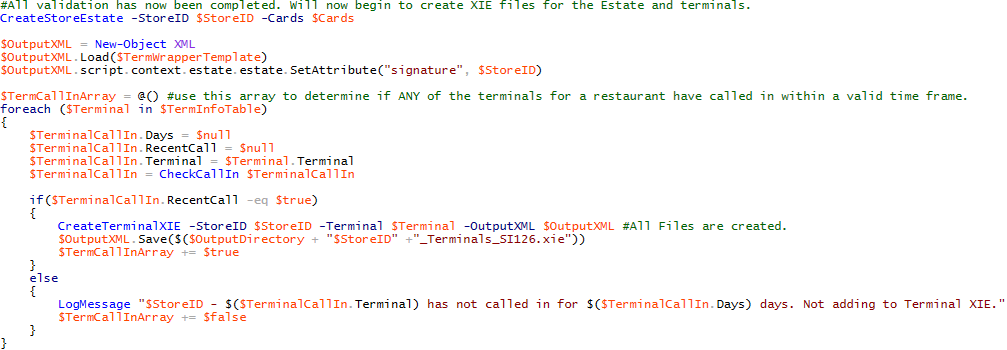 #All validation has now been completed. Will now begin to create XIE files for the Estate and terminals.
CreateStoreEstate -StoreID $StoreID -Cards $Cards
$OutputXML = New-Object XML
$OutputXML.Load($TermWrapperTemplate)
$OutputXML.script.context.estate.estate.SetAttribute("signature", $StoreID)
$TermCallInArray = @() #use this array to determine if ANY of the terminals for a restaurant have called in within a valid time frame.
foreach ($Terminal in $TermInfoTable)
{
    $TerminalCallIn.Days = $null
    $TerminalCallIn.RecentCall = $null
    $TerminalCallIn.Terminal = $Terminal.Terminal
    $TerminalCallIn = CheckCallIn $TerminalCallIn
    if($TerminalCallIn.RecentCall -eq $true)
    {
        CreateTerminalXIE -StoreID $StoreID -Terminal $Terminal -OutputXML $OutputXML #All Files are created.
        $OutputXML.Save($($OutputDirectory + "$StoreID" +"_Terminals_SI126.xie"))
        $TermCallInArray += $true
    }
    else
    {
        LogMessage "$StoreID - $($TerminalCallIn.Terminal) has not called in for $($TerminalCallIn.Days) days. Not adding to Terminal XIE."
        $TermCallInArray += $false
    }
}